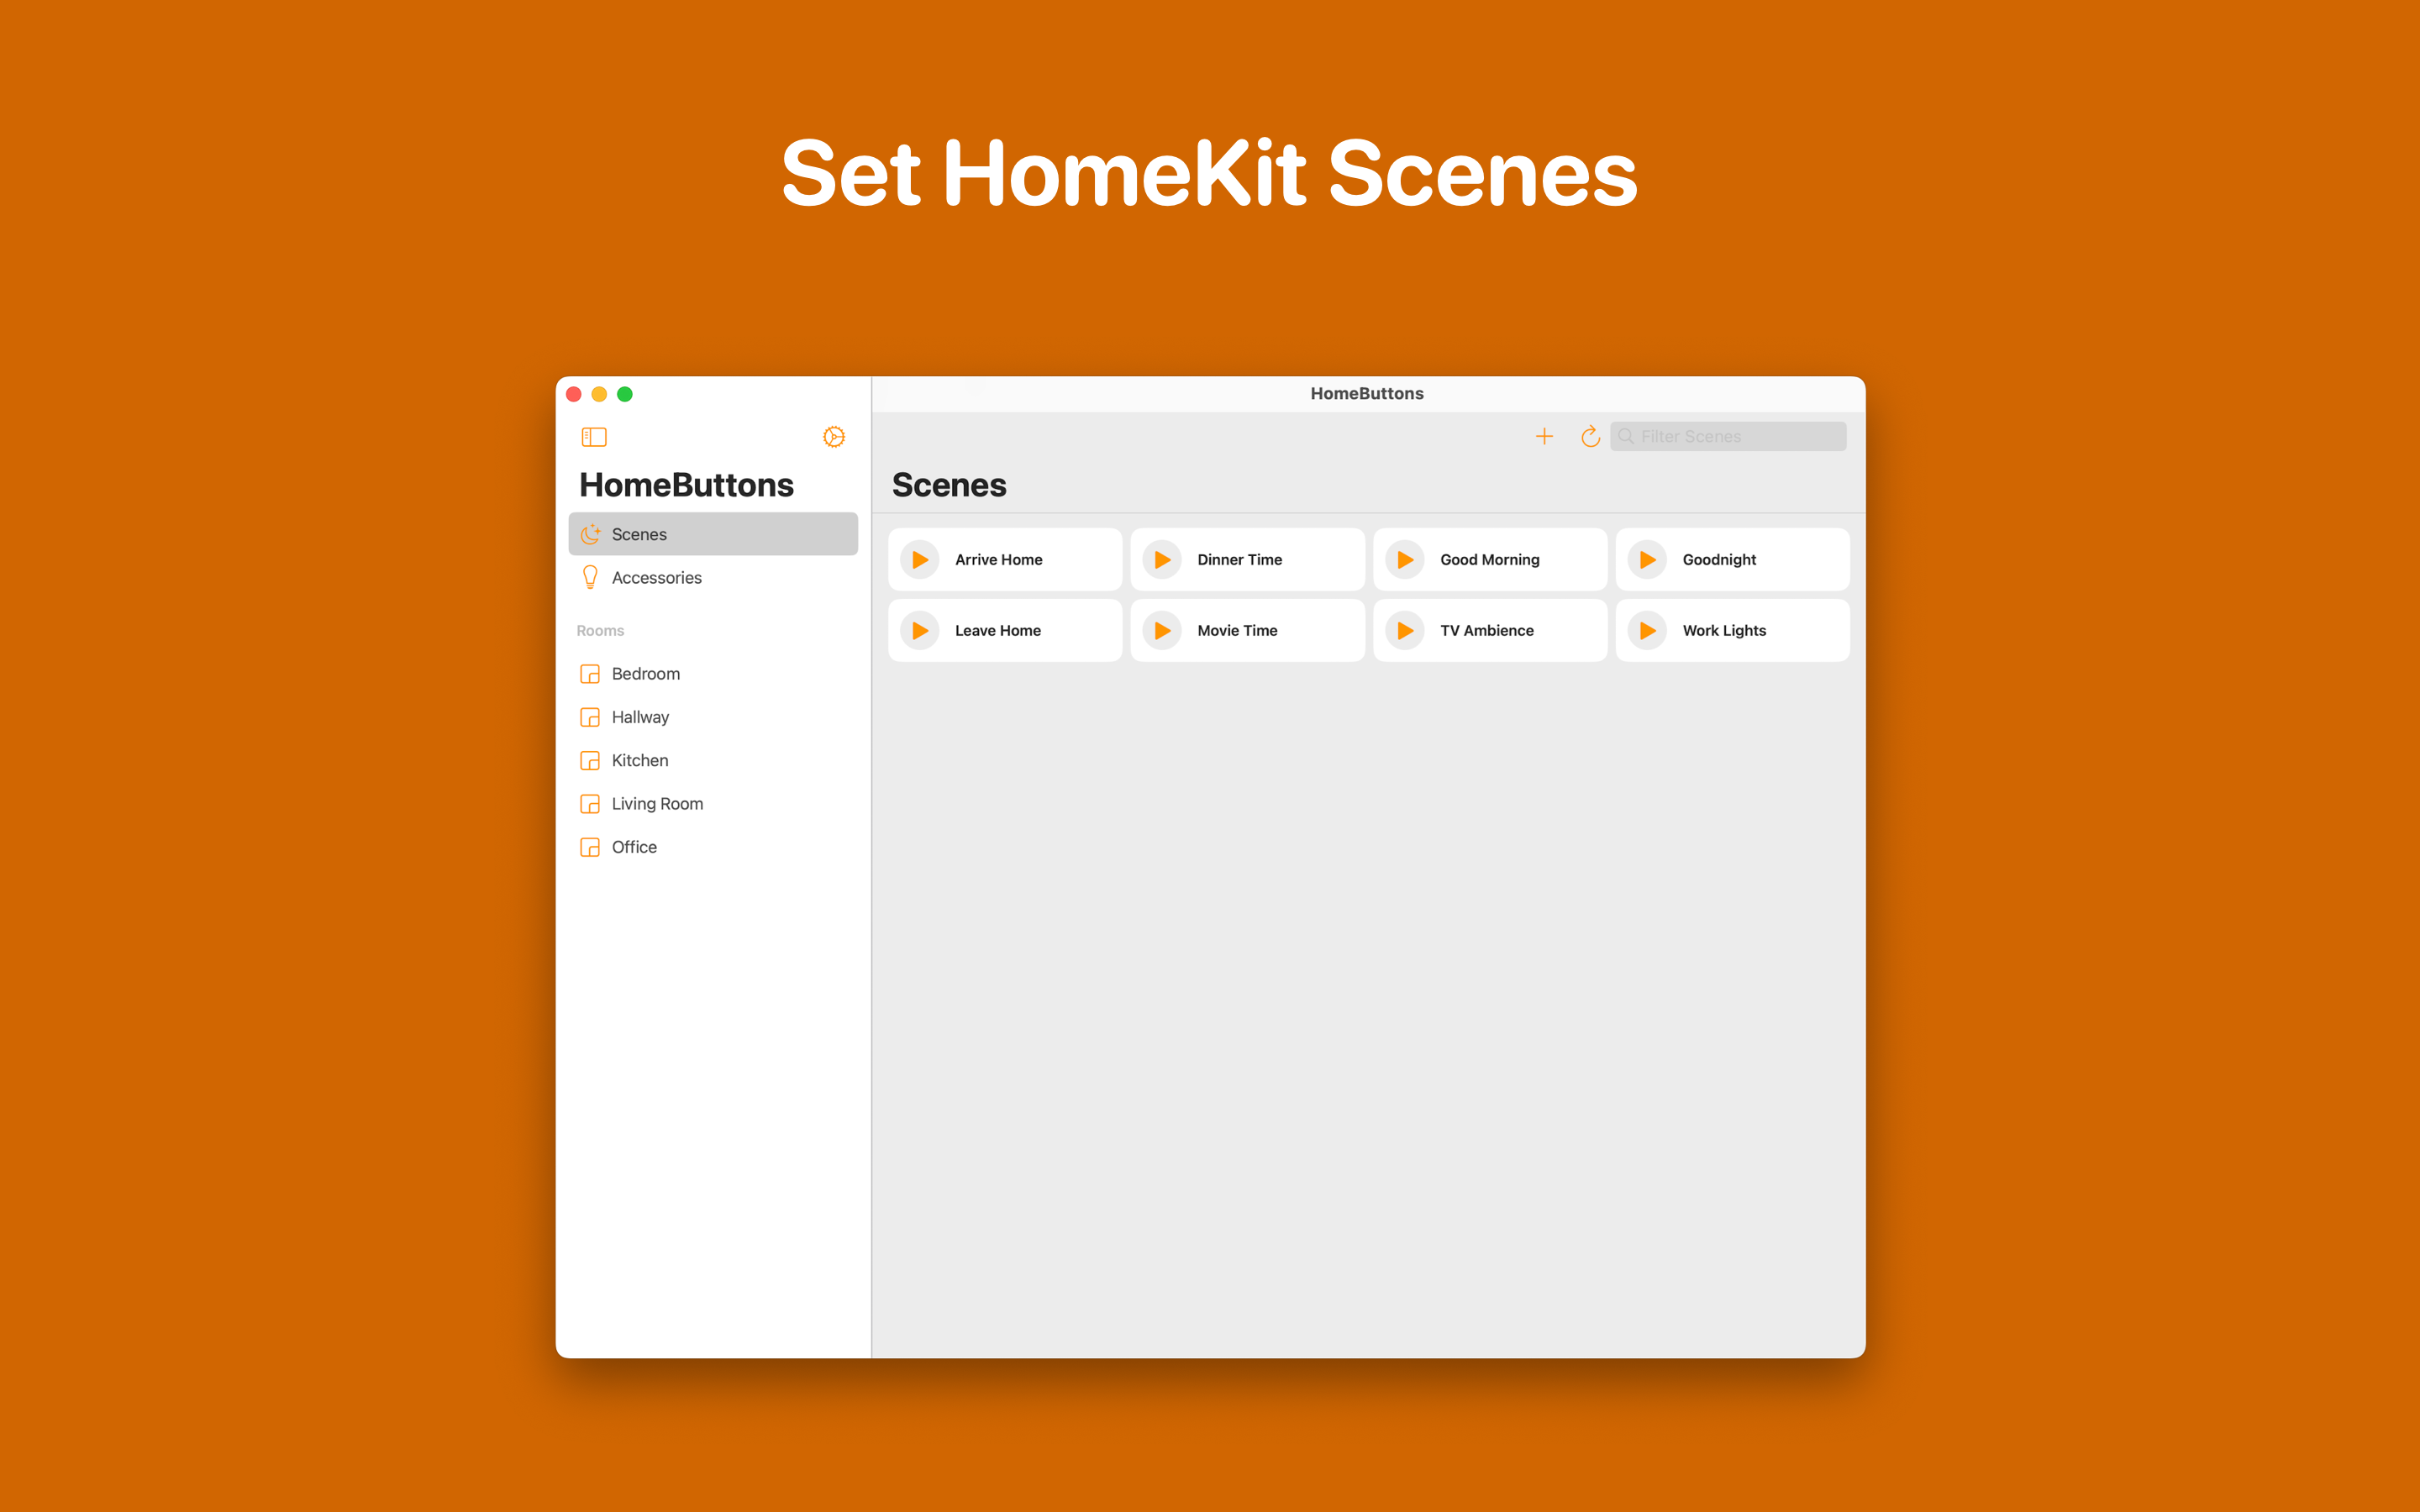 Set HomeKit Scenes
HomeButtons
Filter Scenes
HomeButtons
Scenes
Scenes
Accessories
Rooms
Bedroom
Hallway
Kitchen
Living Room
Office
Arrive Home
Dinner Time
Good Morning
Goodnight
Leave Home
Movie Time
TV Ambience
Work Lights